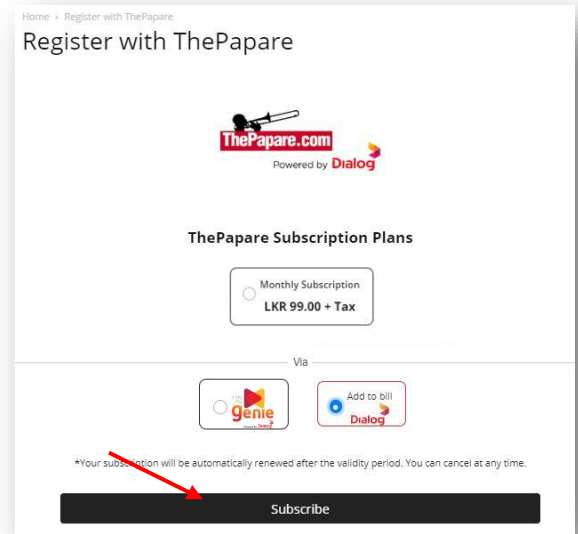 Home › Register with ThePapare
Register with ThePapare
ThePapare.com
Powered by Dialog
ThePapare Subscription Plans
Monthly Subscription
LKR 99.00 + Tax
Via
genie
Add to bill
Dialog
*Your subscription will be automatically renewed after the validity period. You can cancel at any time.
Subscribe